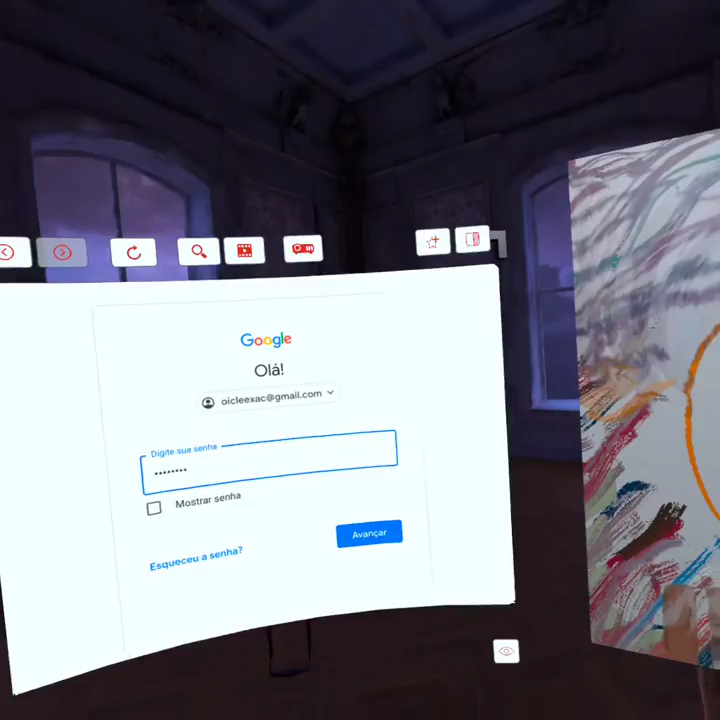 Google
Olá!
oicleexac@gmail.com
Digite sua senha
••••••••
Mostrar senha
Esqueceu a senha?
Avançar